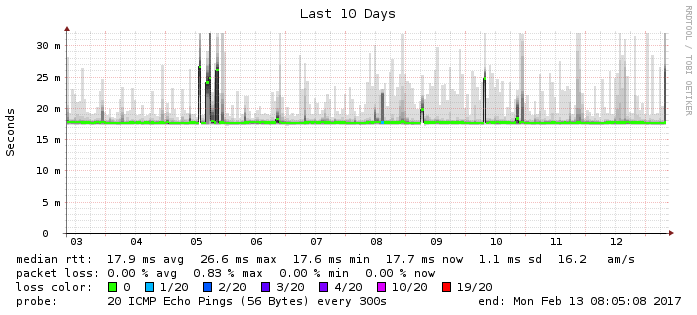 Last 10 Days
RRDTOOL / TOBI OETIKER
Seconds
30 m
25 m
20 m
15 m
10 m
5 m
0
03 04 05 06 07 08 09 10 11 12
median rtt: 17.9 ms avg 26.6 ms max 17.6 ms min 17.7 ms now 1.1 ms sd 16.2 am/s
packet loss: 0.00 % avg 0.83 % max 0.00 % min 0.00 % now
loss color: 0 1/20 2/20 3/20 4/20 10/20 19/20
probe: 20 ICMP Echo Pings (56 Bytes) every 300s end: Mon Feb 13 08:05:08 2017